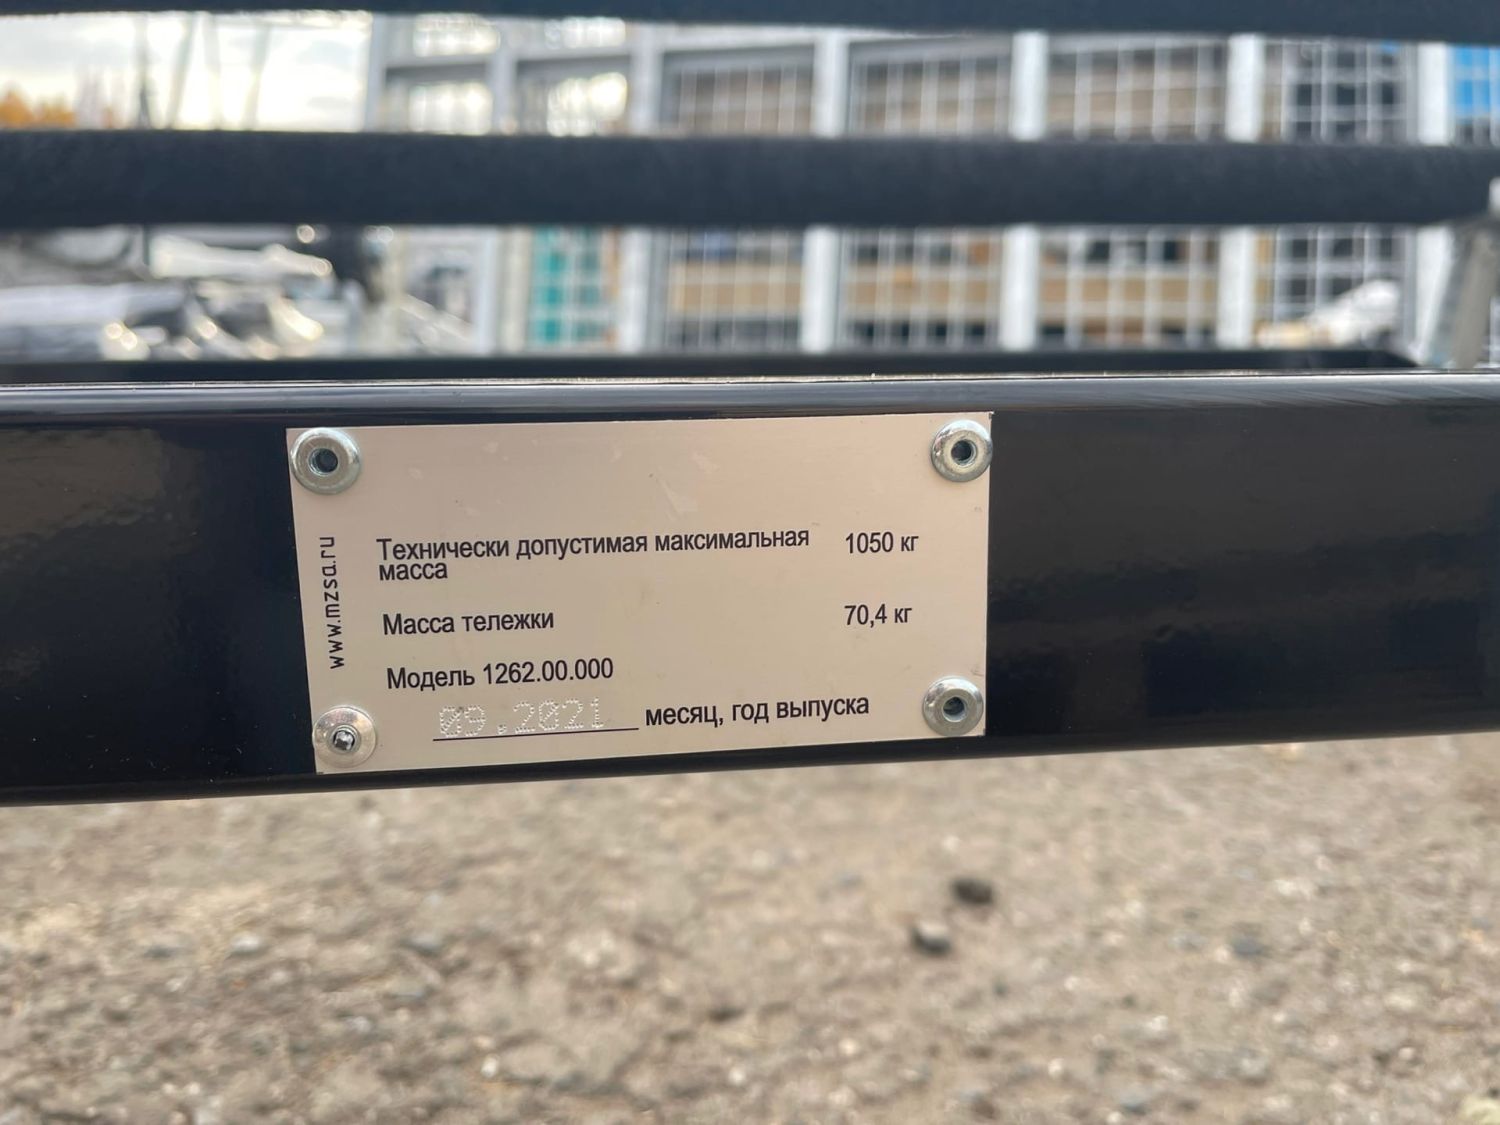 www.mzsa.ru
Технически допустимая максимальная 1050 кг
масса
Масса тележки 70,4 кг
Модель 1262.00.000
09.2021 месяц, год выпуска